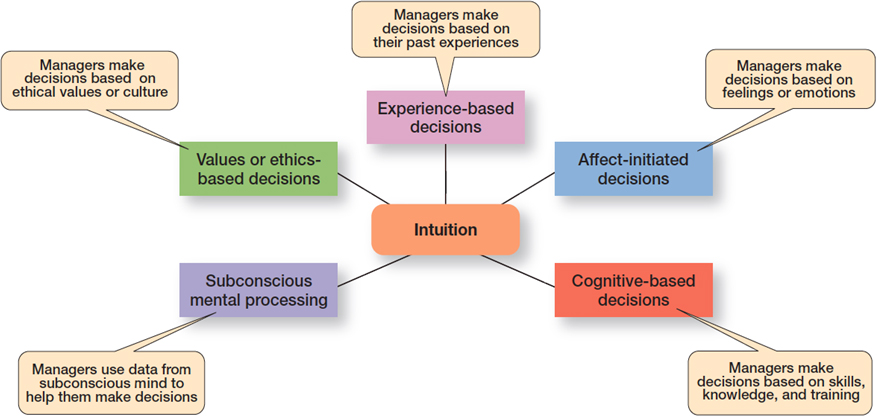 Managers make
decisions based on
their past experiences
Managers make
decisions based on
ethical values or culture
Managers make
decisions based on
feelings or emotions
Experience-based
decisions
Values or ethics-
based decisions
Affect-initiated
decisions
Intuition
Subconscious
mental processing
Cognitive-based
decisions
Managers use data from
subconscious mind to
help them make decisions
Managers make
decisions based on skills,
knowledge, and training